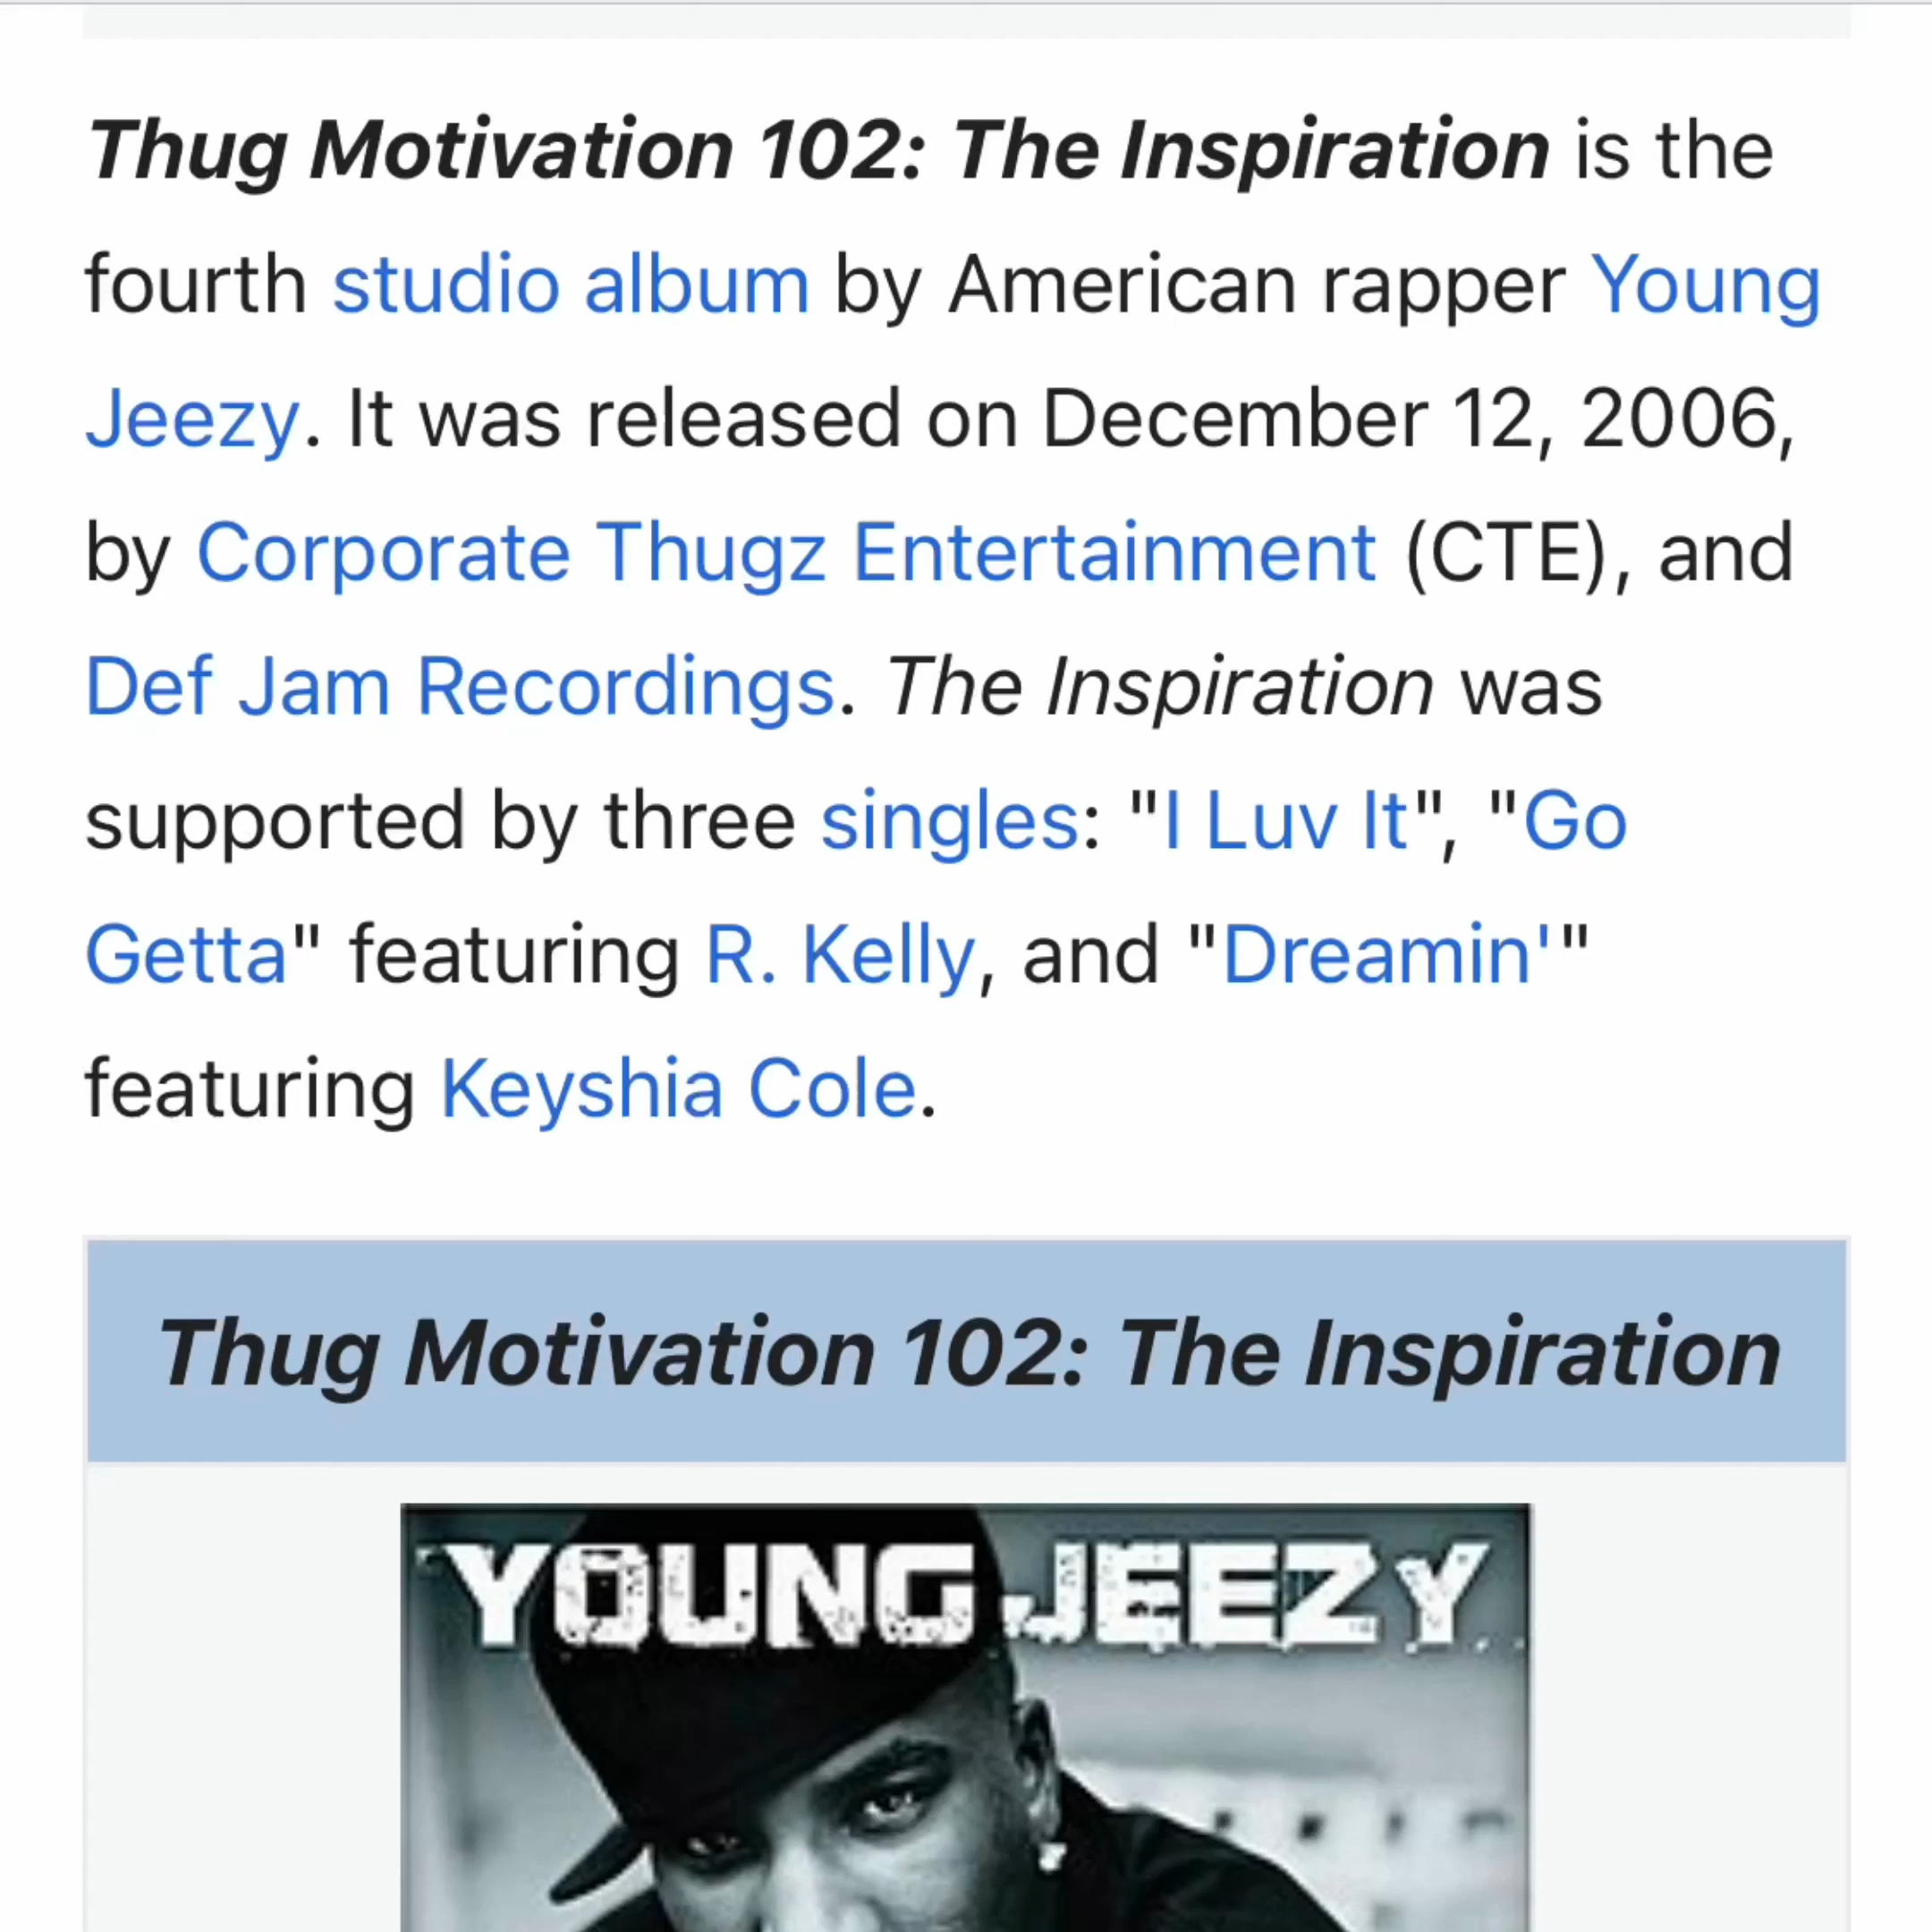 Thug Motivation 102: The Inspiration is the
fourth studio album by American rapper Young
Jeezy. It was released on December 12, 2006,
by Corporate Thugz Entertainment (CTE), and
Def Jam Recordings. The Inspiration was
supported by three singles: "I Luv It", "Go
Getta" featuring R. Kelly, and "Dreamin'"
featuring Keyshia Cole.
Thug Motivation 102: The Inspiration
YOUNG JEEZY